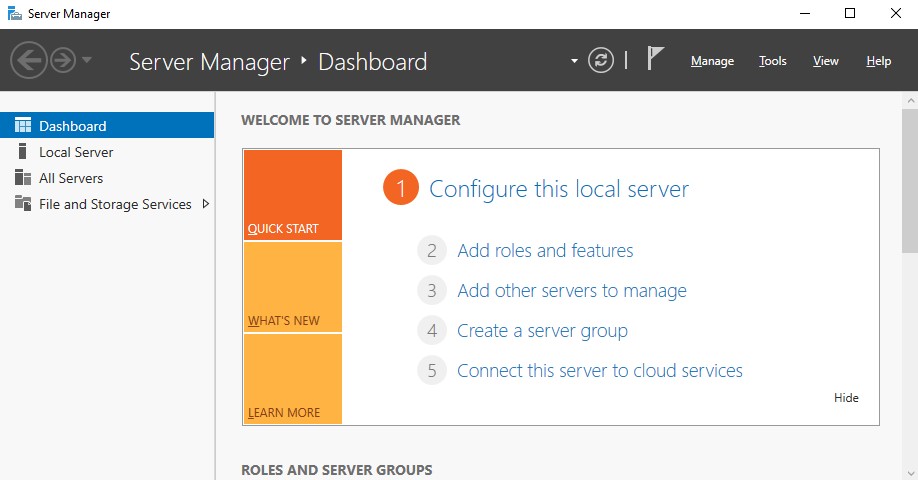 Server Manager
Server Manager ‣ Dashboard
Manage Tools View Help
Dashboard
Local Server
All Servers
File and Storage Services
WELCOME TO SERVER MANAGER
QUICK START
WHAT'S NEW
LEARN MORE
1 Configure this local server
2 Add roles and features
3 Add other servers to manage
4 Create a server group
5 Connect this server to cloud services
Hide
ROLES AND SERVER GROUPS